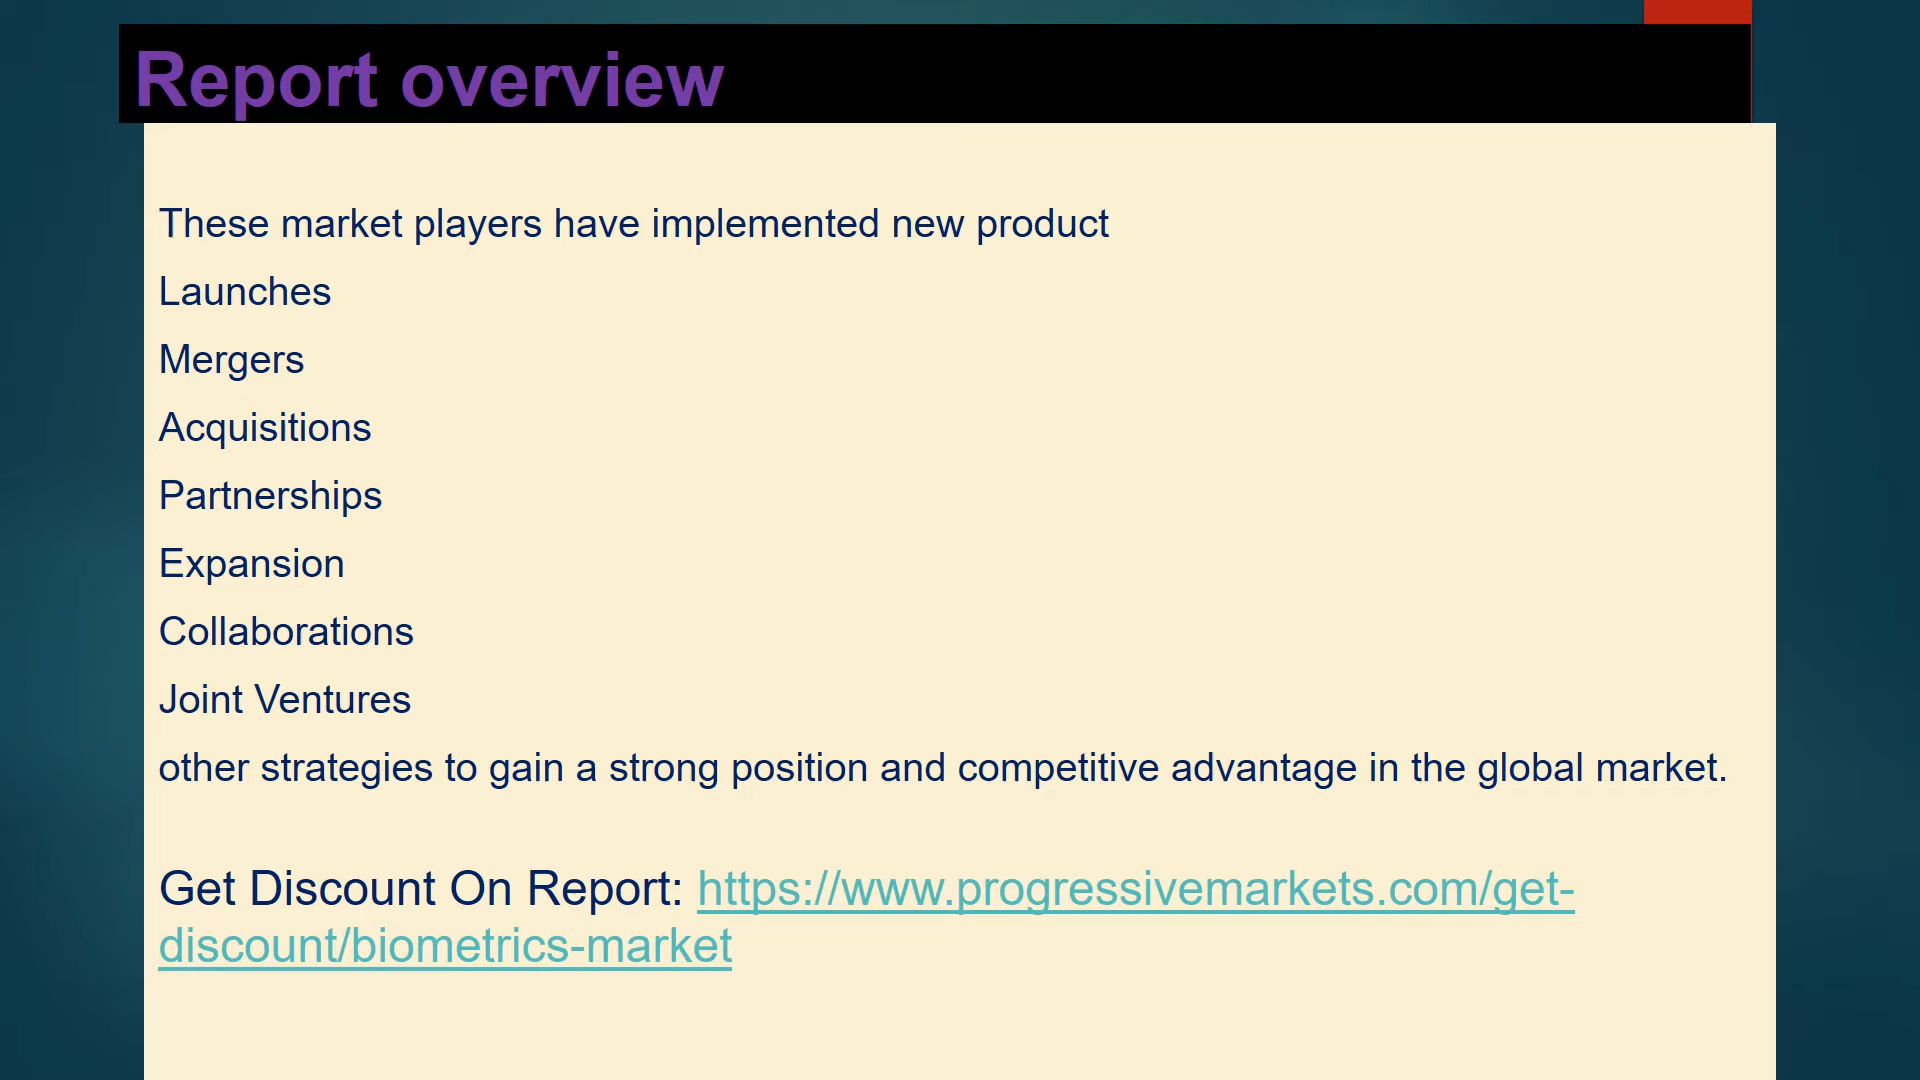 Report overview
These market players have implemented new product
Launches
Mergers
Acquisitions
Partnerships
Expansion
Collaborations
Joint Ventures
other strategies to gain a strong position and competitive advantage in the global market.
Get Discount On Report: https://www.progressivemarkets.com/get-
discount/biometrics-market